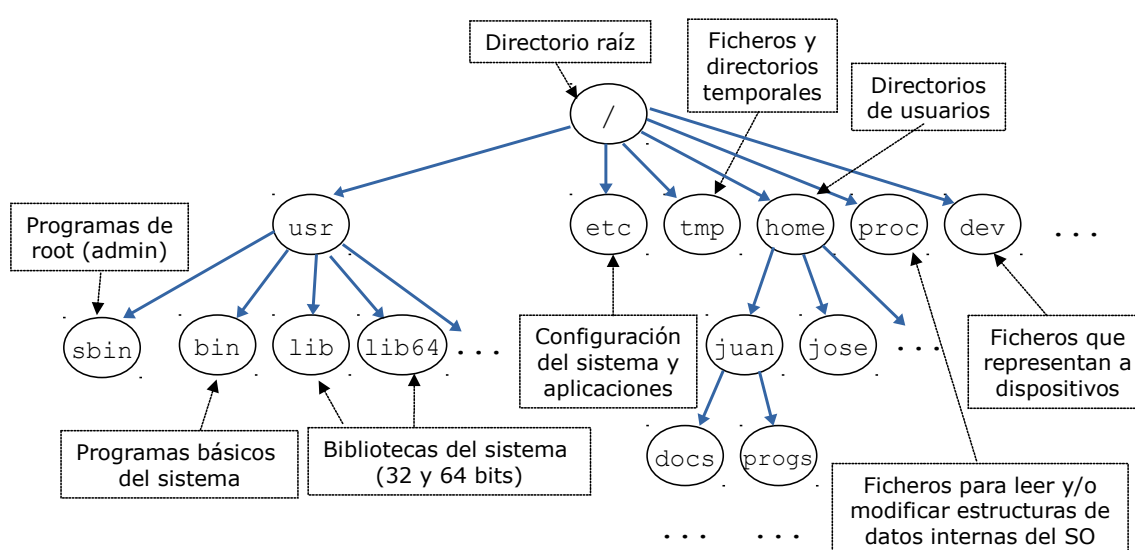 Directorio raíz
Ficheros y
directorios
temporales
Directorios
de usuarios
/
Programas de
root (admin)
usr
etc
tmp
home
proc
dev
...
sbin
bin
lib
lib64
...
Configuración
del sistema y
aplicaciones
juan
jose
...
Ficheros que
representan a
dispositivos
Programas básicos
del sistema
Bibliotecas del sistema
(32 y 64 bits)
docs
progs
Ficheros para leer y/o
modificar estructuras de
datos internas del SO
...
...